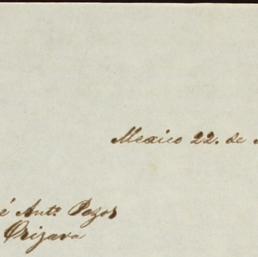 Mexico 22. de
é Anto. Pozos
Orizava